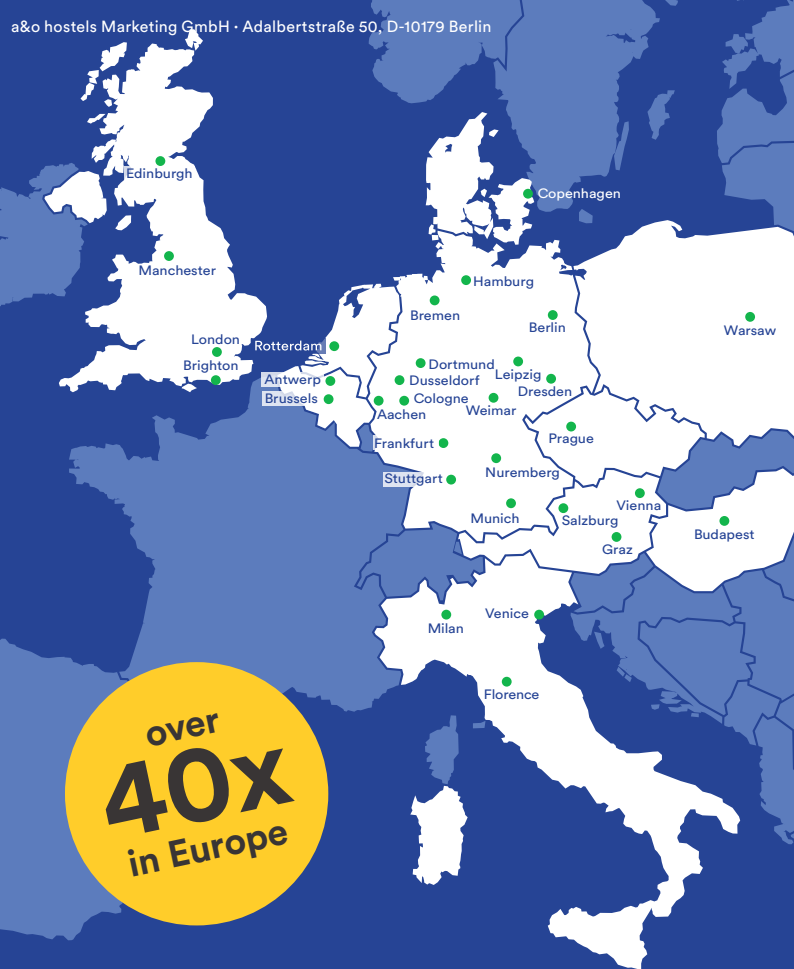 a&o hostels Marketing GmbH · Adalbertstraße 50, D-10179 Berlin
Edinburgh
Copenhagen
Manchester
Hamburg
Bremen
Berlin
Warsaw
London
Rotterdam
Brighton
Dortmund
Leipzig
Antwerp
Dusseldorf
Dresden
Brussels
Cologne
Aachen
Weimar
Frankfurt
Prague
Nuremberg
Stuttgart
Vienna
Munich
Salzburg
Budapest
Graz
Venice
Milan
Florence
over
40x
in Europe